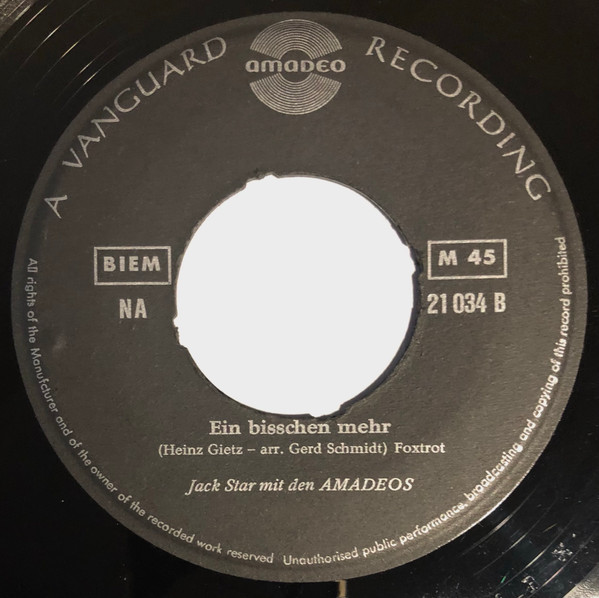 A VANGUARD RECORDING
amaDeo
BIEM
NA
M 45
21 034 B
Ein bisschen mehr
(Heinz Gietz – arr. Gerd Schmidt) Foxtrot
Jack Star mit den AMADEOS
All rights of the Manufcturer and of the owner of the recorded work reserved Unauthorised public performance, broadcasting and copying of this record prohibited